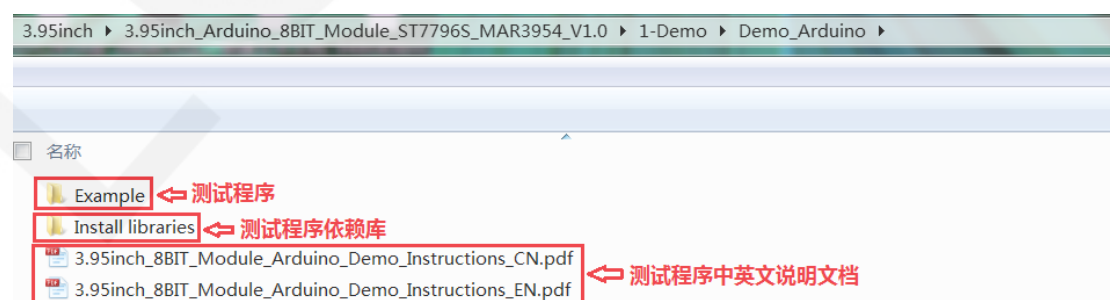 3.95inch ▸ 3.95inch_Arduino_8BIT_Module_ST7796S_MAR3954_V1.0 ▸ 1-Demo ▸ Demo_Arduino ▸
名称
Example 测试程序
Install libraries 测试程序依赖库
3.95inch_8BIT_Module_Arduino_Demo_Instructions_CN.pdf
测试程序中英文说明文档
3.95inch_8BIT_Module_Arduino_Demo_Instructions_EN.pdf